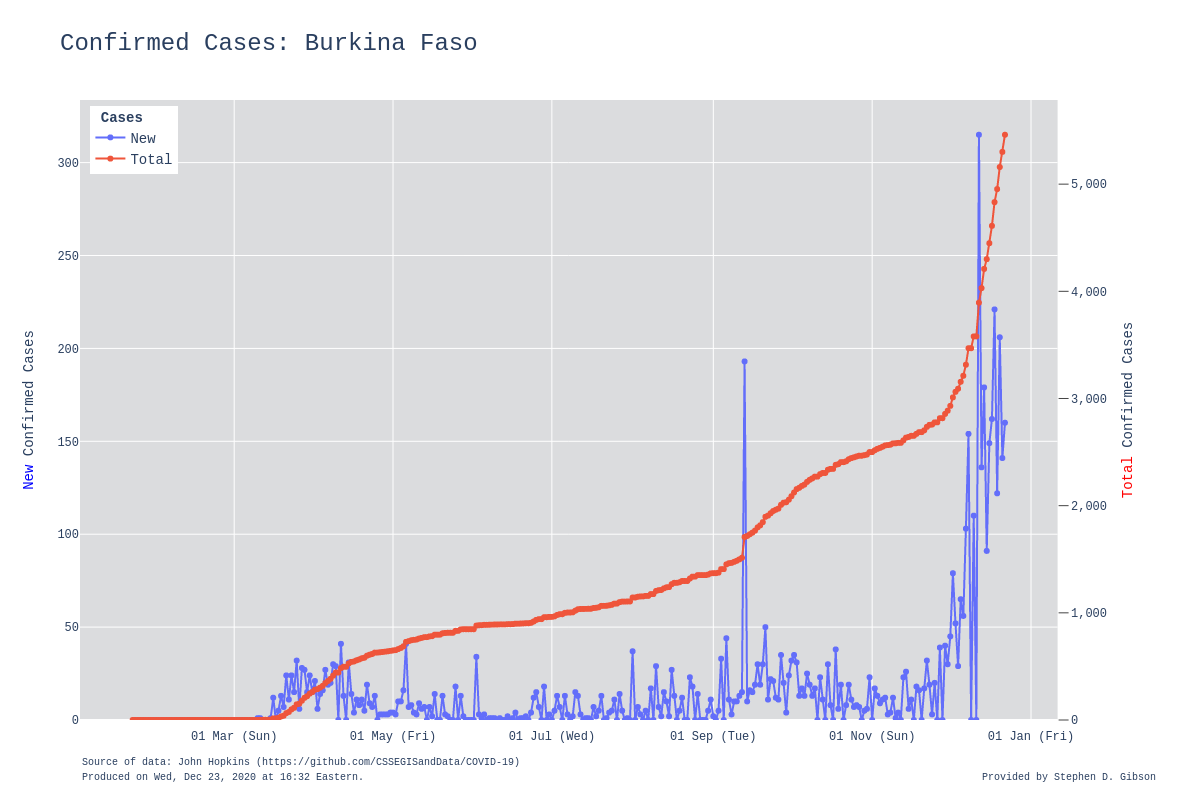 Confirmed Cases: Burkina Faso
Cases
New
Total
300
250
200
150
100
50
0
5,000
4,000
3,000
2,000
1,000
0
New Confirmed Cases
Total Confirmed Cases
01 Mar (Sun)
01 May (Fri)
01 Jul (Wed)
01 Sep (Tue)
01 Nov (Sun)
01 Jan (Fri)
Source of data: John Hopkins (https://github.com/CSSEGISandData/COVID-19)
Produced on Wed, Dec 23, 2020 at 16:32 Eastern.
Provided by Stephen D. Gibson